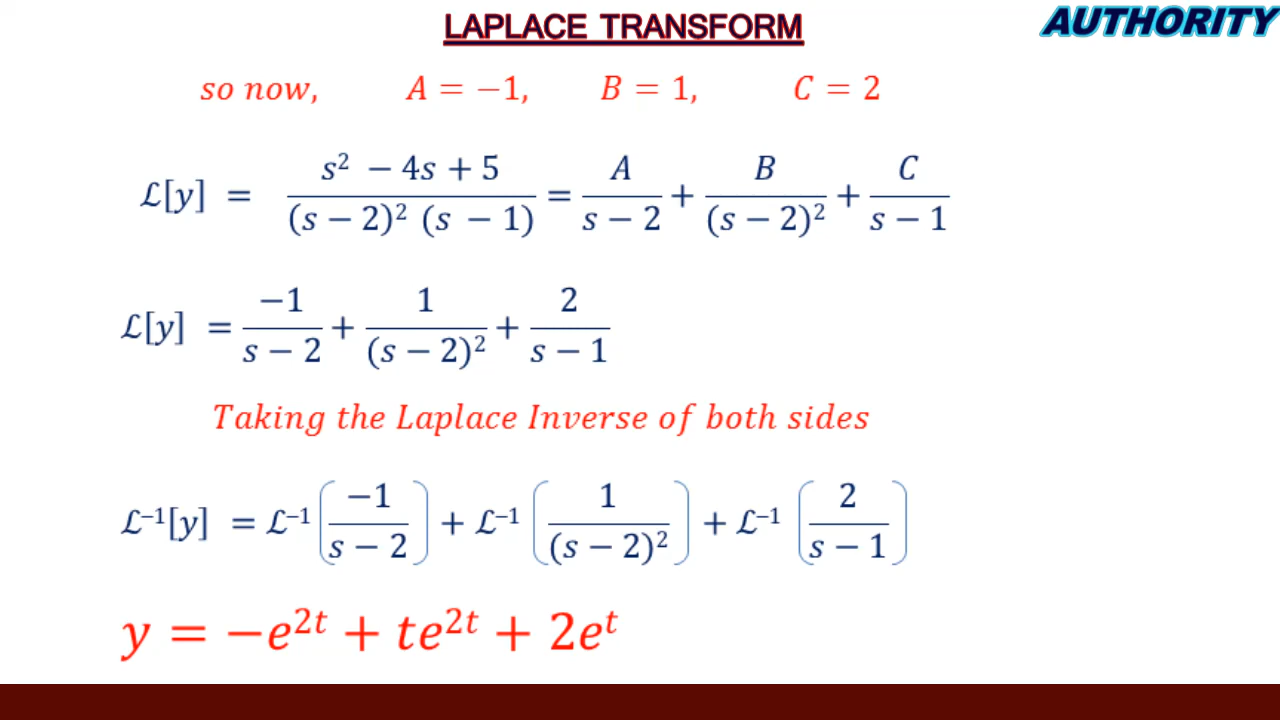 LAPLACE TRANSFORM
AUTHORITY
so now, A = −1, B = 1, C = 2
ℒ[y] = (s² − 4s + 5)/((s − 2)² (s − 1)) = A/(s − 2) + B/(s − 2)² + C/(s − 1)
ℒ[y] = −1/(s − 2) + 1/(s − 2)² + 2/(s − 1)
Taking the Laplace Inverse of both sides
ℒ⁻¹[y] = ℒ⁻¹(−1/(s − 2)) + ℒ⁻¹(1/(s − 2)²) + ℒ⁻¹(2/(s − 1))
y = −e²ᵗ + te²ᵗ + 2eᵗ